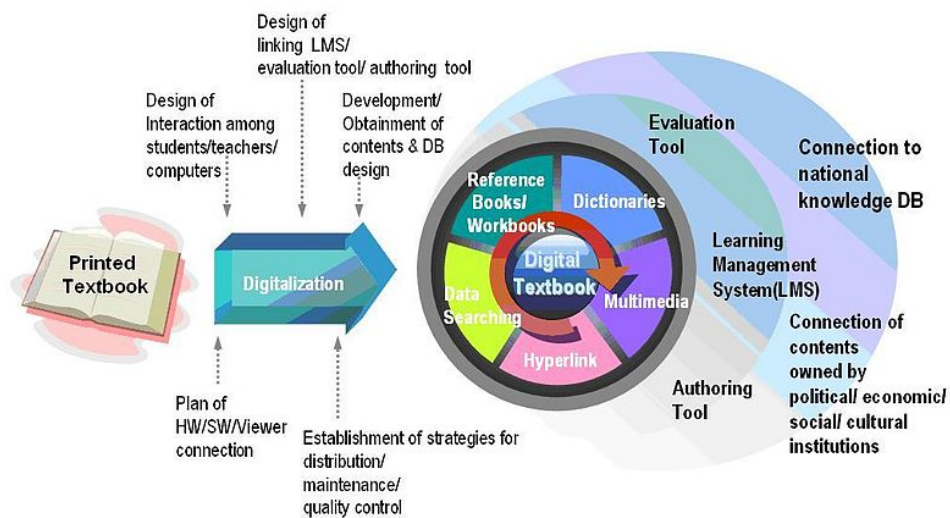 Design of
linking LMS/
evaluation tool/ authoring tool
Design of
Interaction among
students/teachers/
computers
Development/
Obtainment of
contents & DB
design
Printed
Textbook
Digitalization
Plan of
HW/SW/Viewer
connection
Establishment of strategies for
distribution/
maintenance/
quality control
Reference
Books/
Workbooks
Dictionaries
Digital
Textbook
Data
Searching
Multimedia
Hyperlink
Evaluation
Tool
Learning
Management
System(LMS)
Authoring
Tool
Connection to
national
knowledge DB
Connection of
contents
owned by
political/ economic/
social/ cultural
institutions